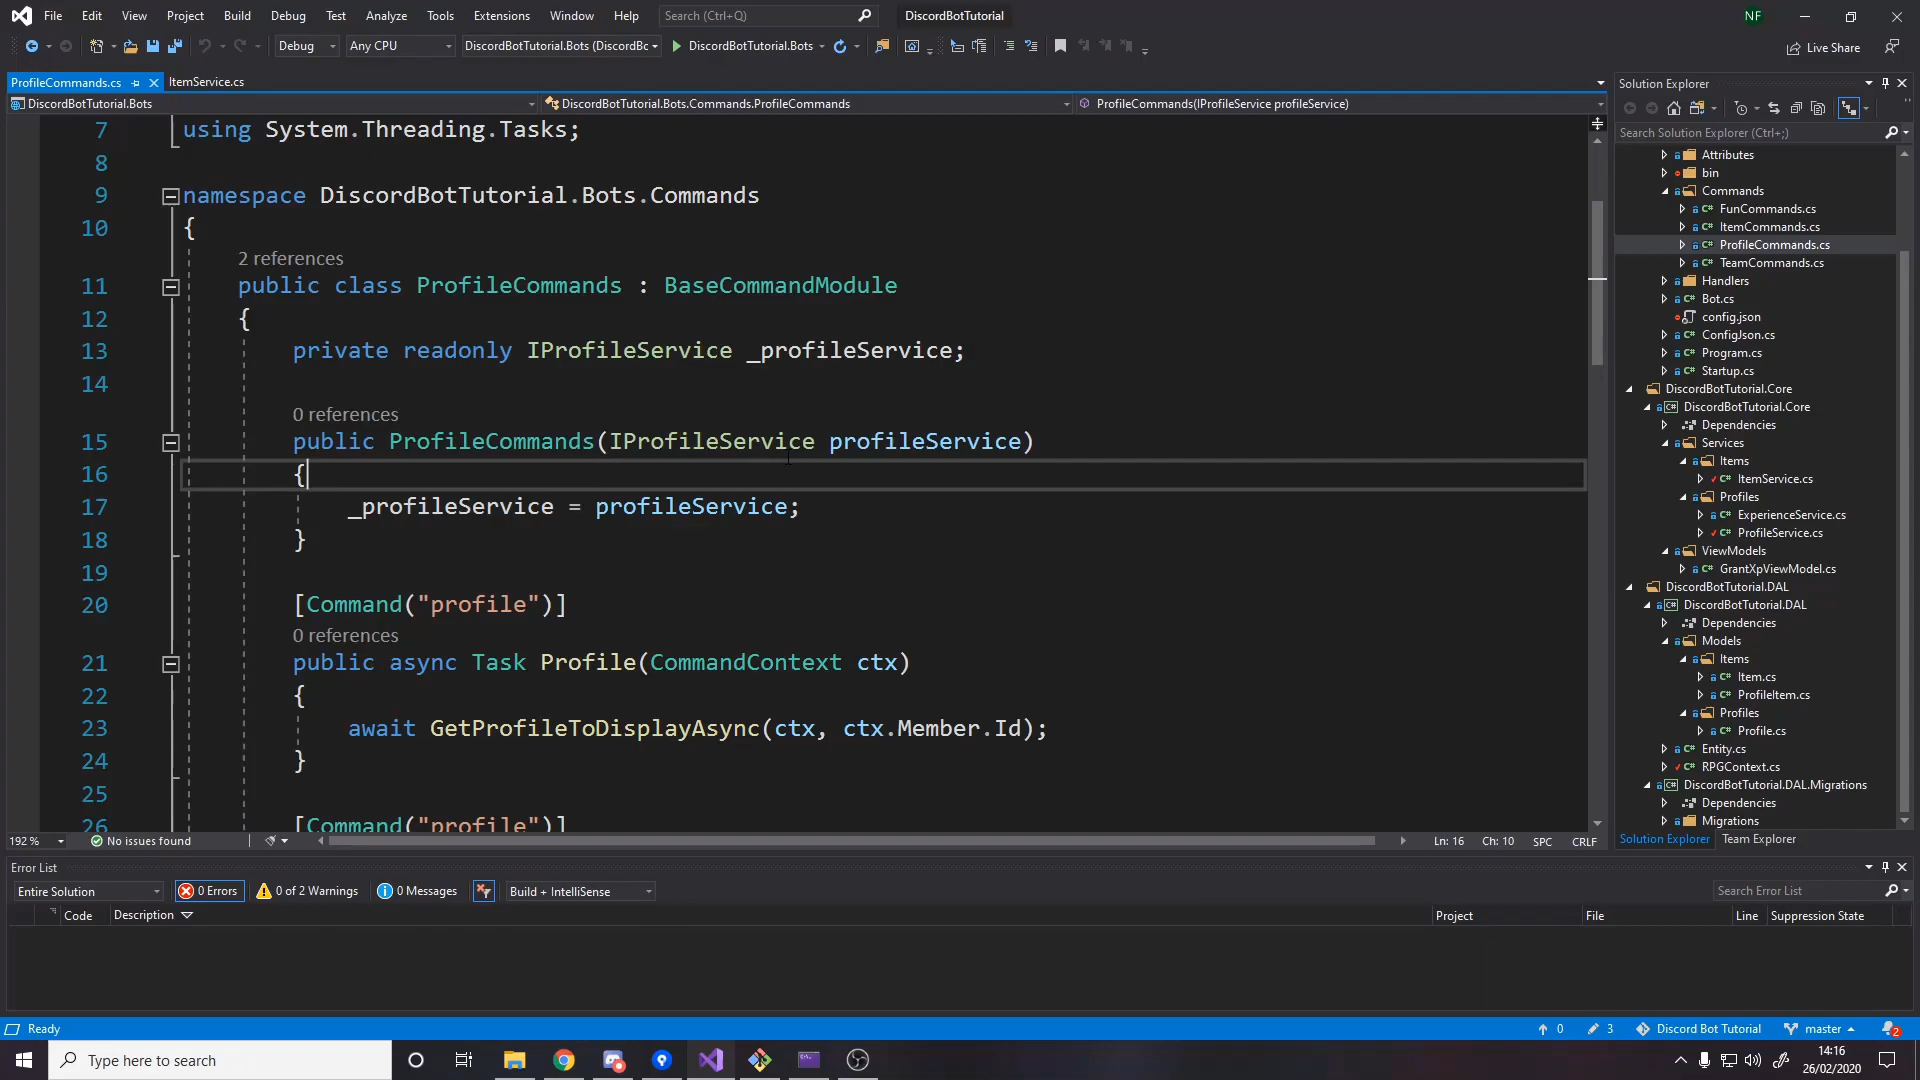 File Edit View Project Build Debug Test Analyze Tools Extensions Window Help Search (Ctrl+Q) DiscordBotTutorial NF
Debug Any CPU DiscordBotTutorial.Bots (DiscordBc DiscordBotTutorial.Bots Live Share
ProfileCommands.cs ItemService.cs
DiscordBotTutorial.Bots DiscordBotTutorial.Bots.Commands.ProfileCommands ProfileCommands(IProfileService profileService)
7 using System.Threading.Tasks;
8
9 namespace DiscordBotTutorial.Bots.Commands
10 {
2 references
11 public class ProfileCommands : BaseCommandModule
12 {
13 private readonly IProfileService _profileService;
14
0 references
15 public ProfileCommands(IProfileService profileService)
16 {
17 _profileService = profileService;
18 }
19
20 [Command("profile")]
0 references
21 public async Task Profile(CommandContext ctx)
22 {
23 await GetProfileToDisplayAsync(ctx, ctx.Member.Id);
24 }
25
26 [Command("profile")]
192 % No issues found Ln: 16 Ch: 10 SPC CRLF
Solution Explorer
Search Solution Explorer (Ctrl+;)
Attributes
bin
Commands
C# FunCommands.cs
C# ItemCommands.cs
C# ProfileCommands.cs
C# TeamCommands.cs
Handlers
C# Bot.cs
config.json
C# ConfigJson.cs
C# Program.cs
C# Startup.cs
DiscordBotTutorial.Core
C# DiscordBotTutorial.Core
Dependencies
Services
Items
C# ItemService.cs
Profiles
C# ExperienceService.cs
C# ProfileService.cs
ViewModels
C# GrantXpViewModel.cs
DiscordBotTutorial.DAL
C# DiscordBotTutorial.DAL
Dependencies
Models
Items
C# Item.cs
C# ProfileItem.cs
Profiles
C# Profile.cs
C# Entity.cs
C# RPGContext.cs
C# DiscordBotTutorial.DAL.Migrations
Dependencies
Migrations
Solution Explorer Team Explorer
Error List
Entire Solution 0 Errors 0 of 2 Warnings 0 Messages Build + IntelliSense Search Error List
Code Description Project File Line Suppression State
Ready 0 3 Discord Bot Tutorial master 2
Type here to search 14:16
26/02/2020